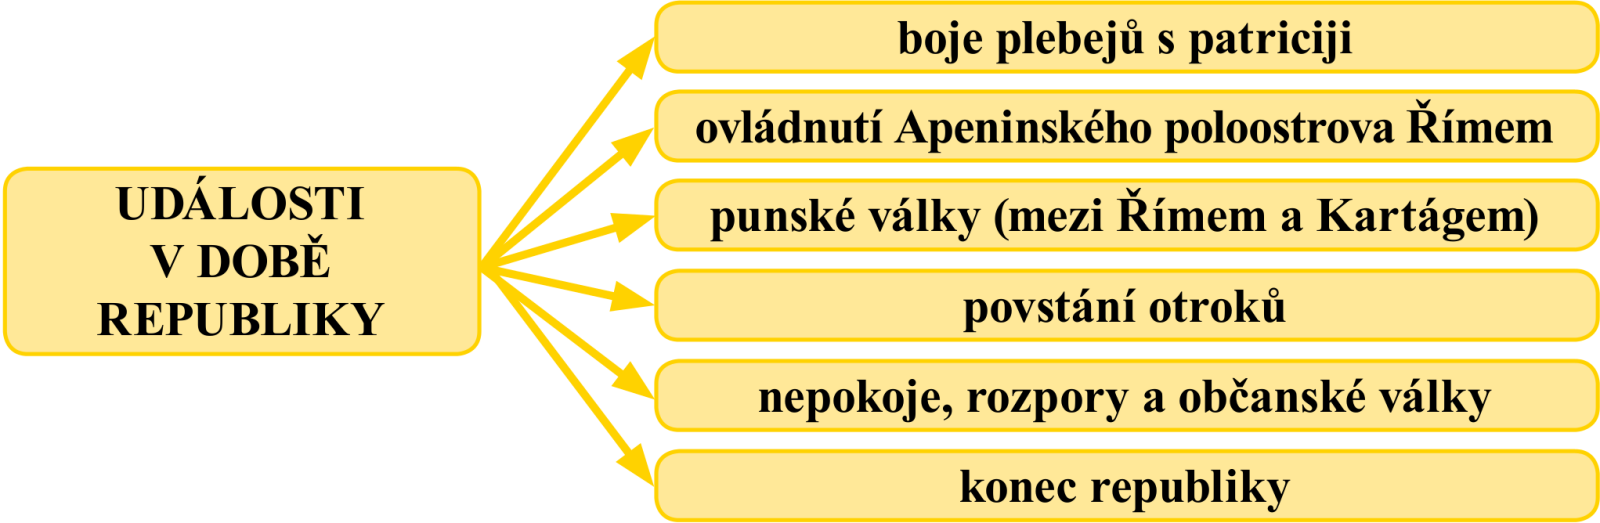 UDÁLOSTI
V DOBĚ
REPUBLIKY
boje plebejů s patriciji
ovládnutí Apeninského poloostrova Římem
punské války (mezi Římem a Kartágem)
povstání otroků
nepokoje, rozpory a občanské války
konec republiky